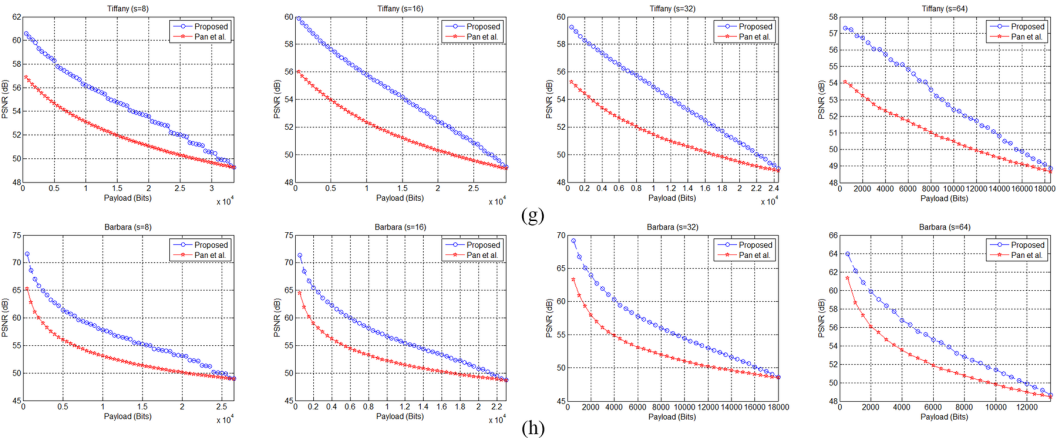 Tiffany (s=8)
PSNR (dB)
62
60
58
56
54
52
50
48
Proposed
Pan et al.
0 0.5 1 1.5 2 2.5 3
Payload (Bits)
x 10^4
Tiffany (s=16)
PSNR (dB)
60
58
56
54
52
50
48
Proposed
Pan et al.
0 0.5 1 1.5 2 2.5
Payload (Bits)
x 10^4
Tiffany (s=32)
PSNR (dB)
60
58
56
54
52
50
48
Proposed
Pan et al.
0 0.2 0.4 0.6 0.8 1 1.2 1.4 1.6 1.8 2 2.2 2.4
Payload (Bits)
x 10^4
Tiffany (s=64)
PSNR (dB)
58
57
56
55
54
53
52
51
50
49
48
Proposed
Pan et al.
0 2000 4000 6000 8000 10000 12000 14000 16000 18000
Payload (Bits)
(g)
Barbara (s=8)
PSNR (dB)
75
70
65
60
55
50
45
Proposed
Pan et al.
0 0.5 1 1.5 2 2.5
Payload (Bits)
x 10^4
Barbara (s=16)
PSNR (dB)
75
70
65
60
55
50
45
Proposed
Pan et al.
0 0.2 0.4 0.6 0.8 1 1.2 1.4 1.6 1.8 2 2.2
Payload (Bits)
x 10^4
Barbara (s=32)
PSNR (dB)
70
65
60
55
50
45
Proposed
Pan et al.
0 2000 4000 6000 8000 10000 12000 14000 16000 18000
Payload (Bits)
Barbara (s=64)
PSNR (dB)
66
64
62
60
58
56
54
52
50
48
Proposed
Pan et al.
0 2000 4000 6000 8000 10000 12000
Payload (Bits)
(h)